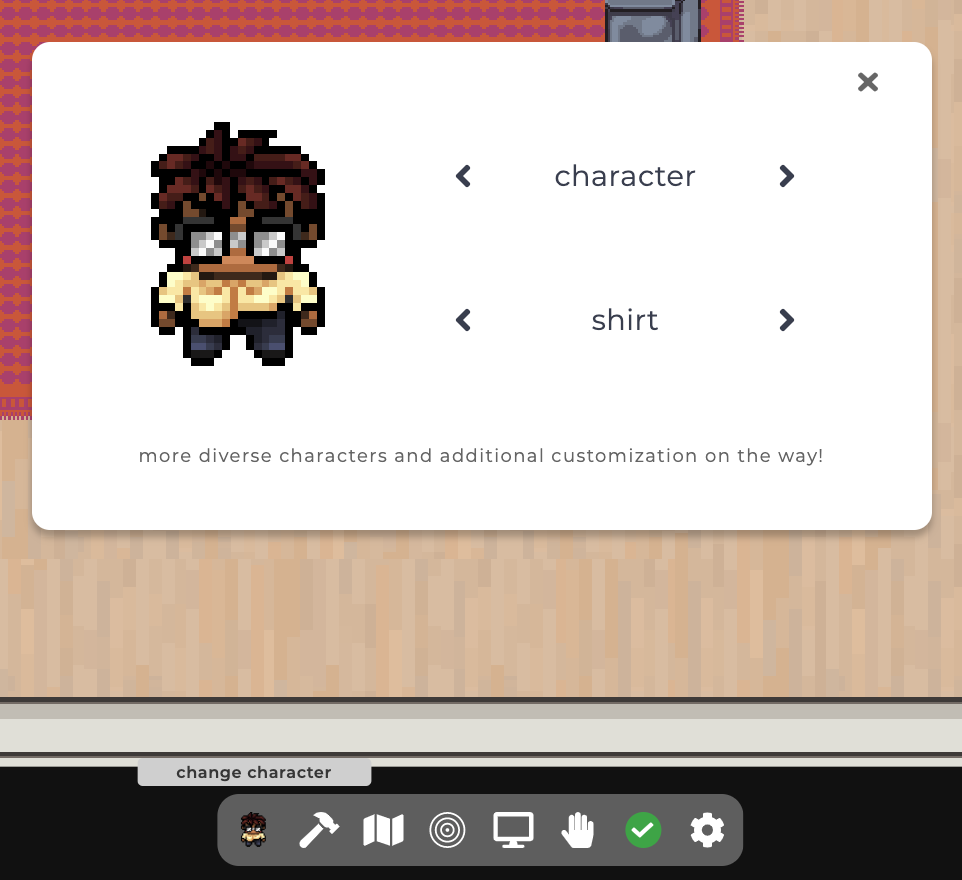 character
shirt
more diverse characters and additional customization on the way!
change character